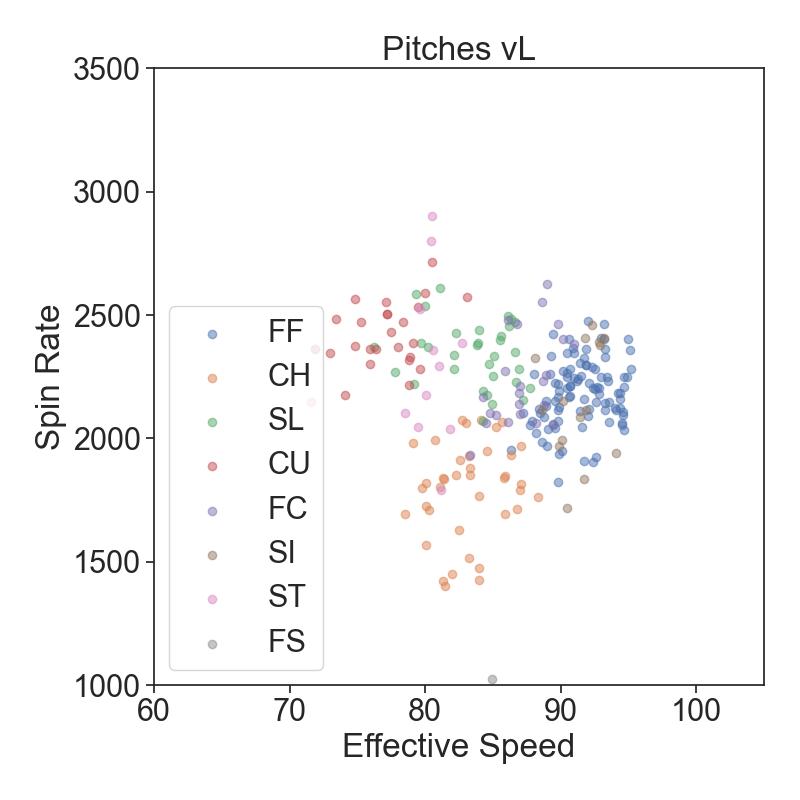 Pitches vL
3500
3000
2500
2000
1500
1000
Spin Rate
FF
CH
SL
CU
FC
SI
ST
FS
60 70 80 90 100
Effective Speed